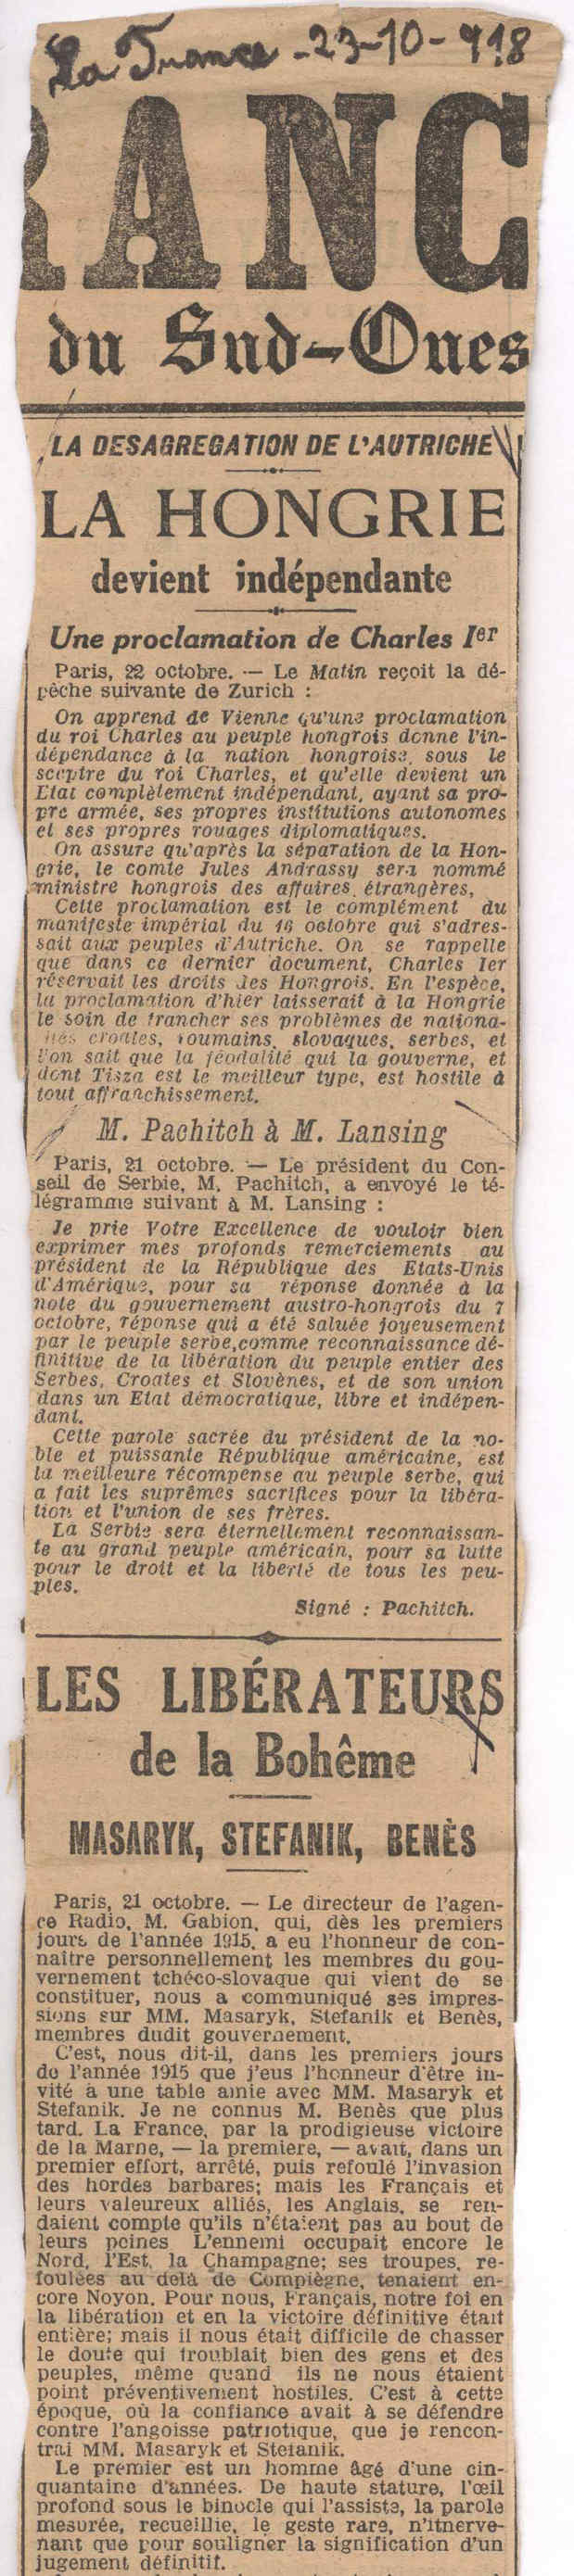 La France - 23-10-918
RANC
du Sud-Oues
LA DESAGREGATION DE L'AUTRICHE
LA HONGRIE
devient indépendante
Une proclamation de Charles Ier
Paris, 22 octobre. — Le Matin reçoit la dé-
pêche suivante de Zurich :
On apprend de Vienne qu'une proclamation
du roi Charles au peuple hongrois donne l'in-
dépendance à la nation hongroise, sous le
sceptre du roi Charles, et qu'elle devient un
Etat complètement indépendant, ayant sa pro-
pre armée, ses propres institutions autonomes
et ses propres rouages diplomatiques.
On assure qu'après la séparation de la Hon-
grie, le comte Jules Andrassy sera nommé
ministre hongrois des affaires étrangères,
Cette proclamation est le complément du
manifeste impérial du 16 octobre qui s'adres-
sait aux peuples d'Autriche. On se rappelle
que dans ce dernier document, Charles Ier
réservait les droits des Hongrois. En l'espèce,
la proclamation d'hier laisserait à la Hongrie
le soin de trancher ses problèmes de nationa-
lités croates, roumains, slovaques, serbes, et
l'on sait que la féodalité qui la gouverne, et
dont Tisza est le meilleur type, est hostile à
tout affranchissement.
M. Pachitch à M. Lansing
Paris, 21 octobre. — Le président du Con-
seil de Serbie, M. Pachitch, a envoyé le té-
légramme suivant à M. Lansing :
Je prie Votre Excellence de vouloir bien
exprimer mes profonds remerciements au
président de la République des Etats-Unis
d'Amérique, pour sa réponse donnée à la
note du gouvernement austro-hongrois du 7
octobre, réponse qui a été saluée joyeusement
par le peuple serbe,comme reconnaissance dé-
finitive de la libération du peuple entier des
Serbes, Croates et Slovènes, et de son union
dans un Etat démocratique, libre et indépen-
dant.
Cette parole sacrée du président de la no-
ble et puissante République américaine, est
la meilleure récompense au peuple serbe, qui
a fait les suprêmes sacrifices pour la libéra-
tion et l'union de ses frères.
La Serbie sera éternellement reconnaissan-
te au grand peuple américain, pour sa lutte
pour le droit et la liberté de tous les peu-
ples.
Signé : Pachitch.
LES LIBÉRATEURS
de la Bohême
MASARYK, STEFANIK, BENÈS
Paris, 21 octobre. — Le directeur de l'agen-
ce Radio, M. Gabion, qui, dès les premiers
jours de l'année 1915, a eu l'honneur de con-
naître personnellement les membres du gou-
vernement tchéco-slovaque qui vient de se
constituer, nous a communiqué ses impres-
sions sur MM. Masaryk, Stefanik et Benès,
membres dudit gouvernement.
C'est, nous dit-il, dans les premiers jours
de l'année 1915 que j'eus l'honneur d'être in-
vité à une table amie avec MM. Masaryk et
Stefanik. Je ne connus M. Benès que plus
tard. La France, par la prodigieuse victoire
de la Marne, — la premiere, — avait, dans un
premier effort, arrêté, puis refoulé l'invasion
des hordes barbares; mais les Français et
leurs valeureux alliés, les Anglais, se ren-
daient compte qu'ils n'étaient pas au bout de
leurs peines L'ennemi occupait encore le
Nord, l'Est, la Champagne; ses troupes, re-
foulées au delà de Compiègne, tenaient en-
core Noyon. Pour nous, Français, notre foi en
la libération et en la victoire définitive était
entière; mais il nous était difficile de chasser
le doute qui troublait bien des gens et des
peuples, même quand ils ne nous étaient
point préventivement hostiles. C'est à cette
époque, où la confiance avait à se défendre
contre l'angoisse patriotique, que je rencon-
trai MM. Masaryk et Stefanik.
Le premier est un homme âgé d'une cin-
quantaine d'années. De haute stature, l'œil
profond sous le binocle qui l'assiste, la parole
mesurée, recueillie, le geste rare, n'itnerve-
nant que pour souligner la signification d'un
jugement définitif.